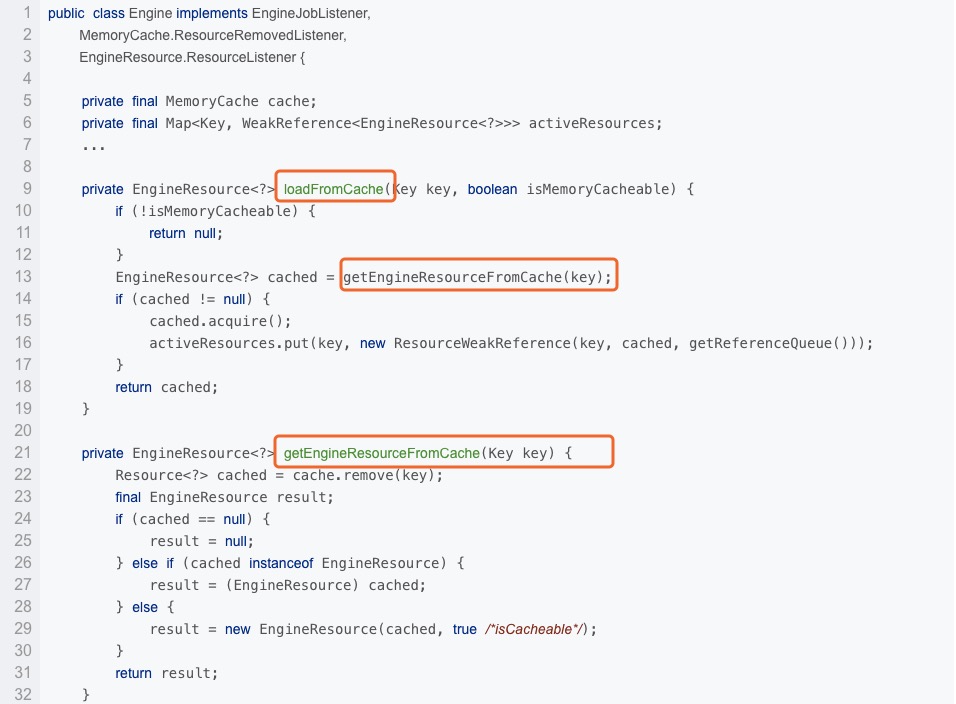 1 public class Engine implements EngineJobListener,
2 MemoryCache.ResourceRemovedListener,
3 EngineResource.ResourceListener {
4
5 private final MemoryCache cache;
6 private final Map<Key, WeakReference<EngineResource<?>>> activeResources;
7 ...
8
9 private EngineResource<?> loadFromCache(Key key, boolean isMemoryCacheable) {
10 if (!isMemoryCacheable) {
11 return null;
12 }
13 EngineResource<?> cached = getEngineResourceFromCache(key);
14 if (cached != null) {
15 cached.acquire();
16 activeResources.put(key, new ResourceWeakReference(key, cached, getReferenceQueue()));
17 }
18 return cached;
19 }
20
21 private EngineResource<?> getEngineResourceFromCache(Key key) {
22 Resource<?> cached = cache.remove(key);
23 final EngineResource result;
24 if (cached == null) {
25 result = null;
26 } else if (cached instanceof EngineResource) {
27 result = (EngineResource) cached;
28 } else {
29 result = new EngineResource(cached, true /*isCacheable*/);
30 }
31 return result;
32 }